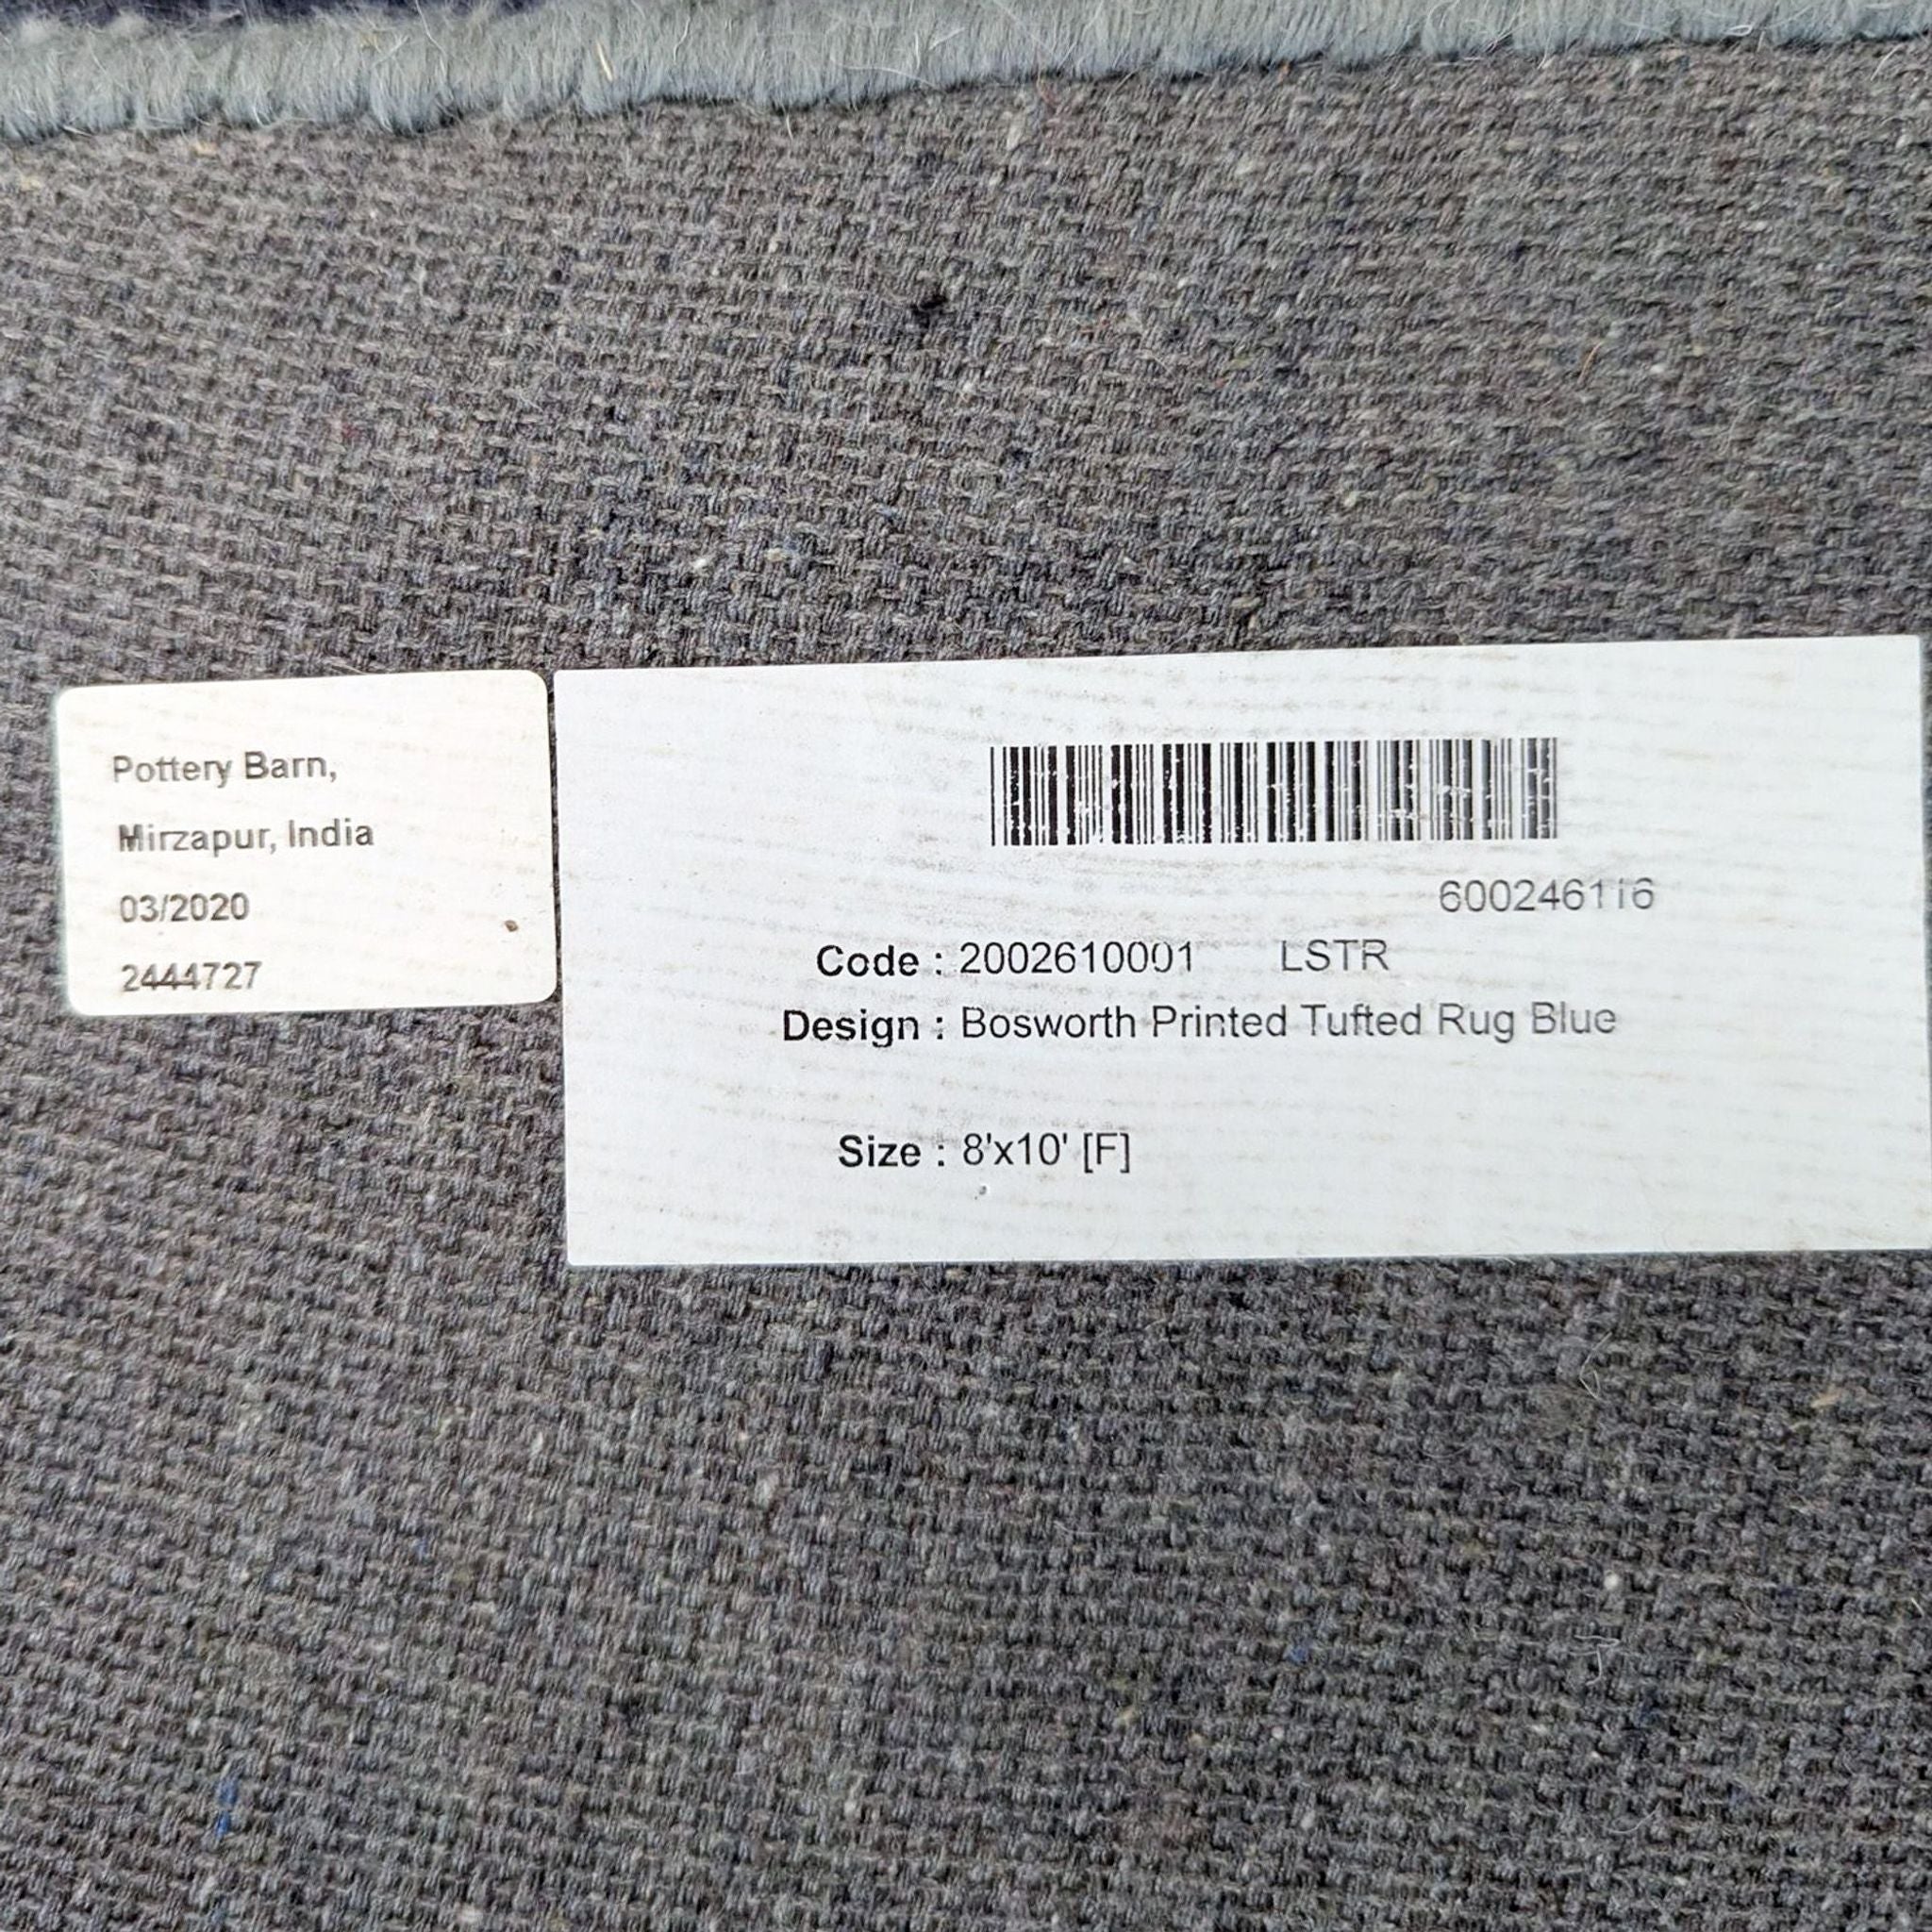 Pottery Barn,
Mirzapur, India
03/2020
2444727
600246116
Code : 2002610001 LSTR
Design : Bosworth Printed Tufted Rug Blue
Size : 8'x10' [F]